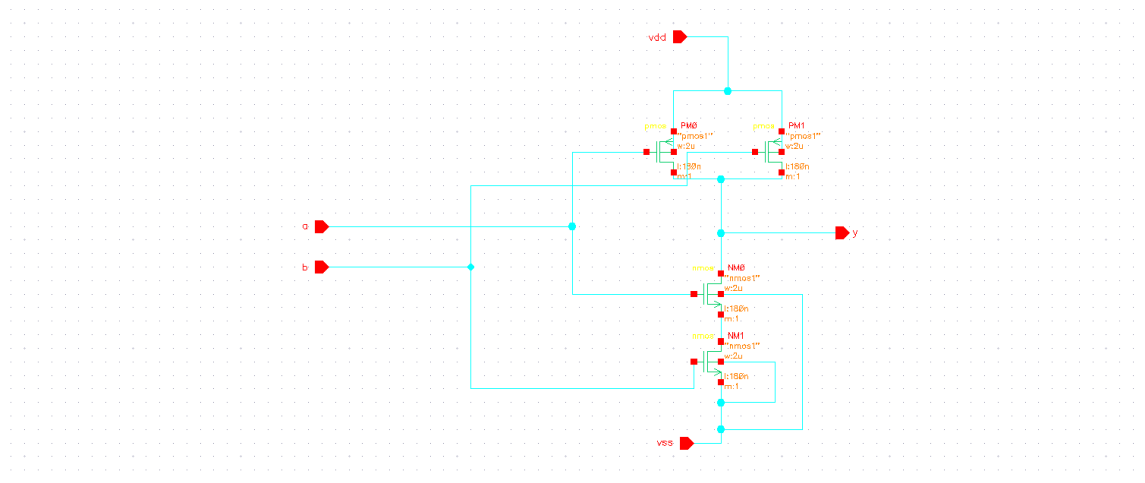 vdd
pmos PM0
"pmos1"
w:2u
l:180n
m:1
pmos PM1
"pmos1"
w:2u
l:180n
m:1
a
b
y
nmos NM0
"nmos1"
w:2u
l:180n
m:1
nmos NM1
"nmos1"
w:2u
l:180n
m:1
vss